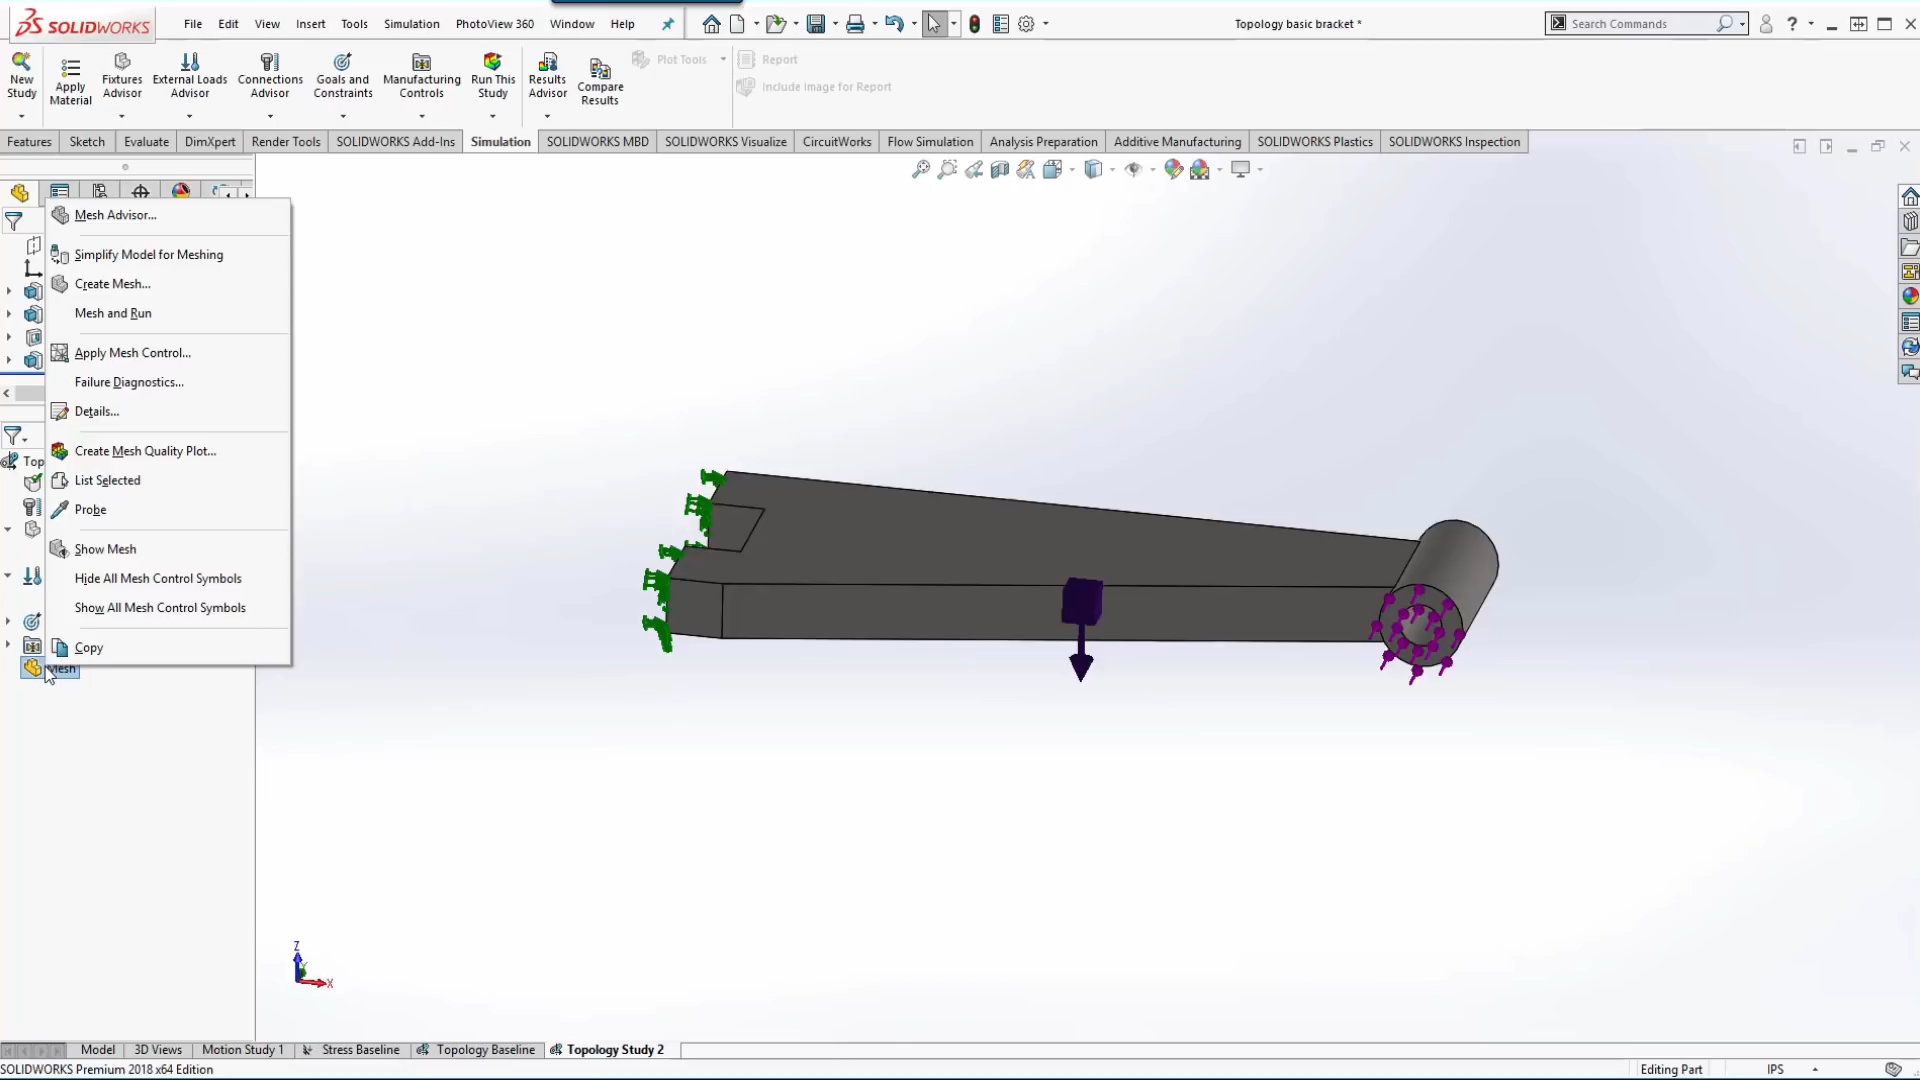 SOLIDWORKS
File Edit View Insert Tools Simulation PhotoView 360 Window Help
Topology basic bracket *
Search Commands
New Study
Apply Material
Fixtures Advisor
External Loads Advisor
Connections Advisor
Goals and Constraints
Manufacturing Controls
Run This Study
Results Advisor
Compare Results
Plot Tools
Report
Include Image for Report
Features Sketch Evaluate DimXpert Render Tools SOLIDWORKS Add-Ins Simulation SOLIDWORKS MBD SOLIDWORKS Visualize CircuitWorks Flow Simulation Analysis Preparation Additive Manufacturing SOLIDWORKS Plastics SOLIDWORKS Inspection
Mesh Advisor...
Simplify Model for Meshing
Create Mesh...
Mesh and Run
Apply Mesh Control...
Failure Diagnostics...
Details...
Top
Create Mesh Quality Plot...
List Selected
Probe
Show Mesh
Hide All Mesh Control Symbols
Show All Mesh Control Symbols
Copy
Mesh
Z
X
Model 3D Views Motion Study 1 Stress Baseline Topology Baseline Topology Study 2
SOLIDWORKS Premium 2018 x64 Edition
Editing Part
IPS